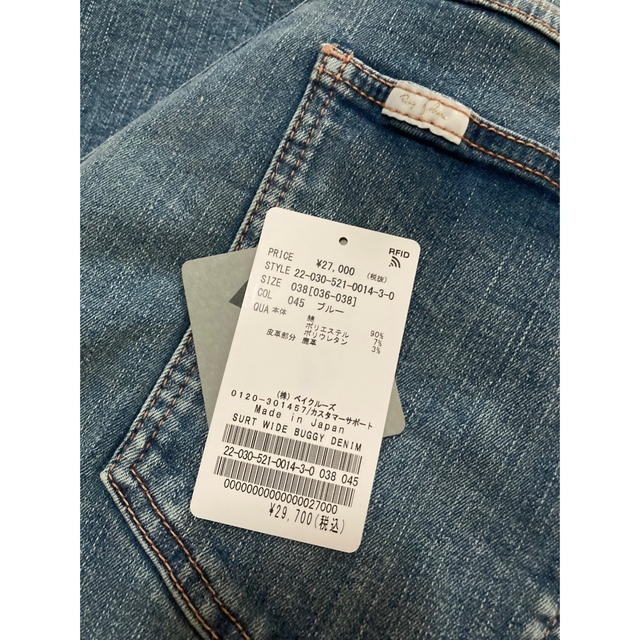 RFID
PRICE ¥27,000 (税抜)
STYLE 22-030-521-0014-3-0
SIZE 038[036-038]
COL 045 ブルー
QUA 本体 綿 90%
ポリエステル 7%
ポリウレタン 3%
皮革部分 鹿革
(株)ベイクルーズ
0120-301457/カスタマーサポート
Made in Japan
SURT WIDE BUGGY DENIM
22-030-521-0014-3-0 038 045
0000000000000027000
¥29,700(税込)